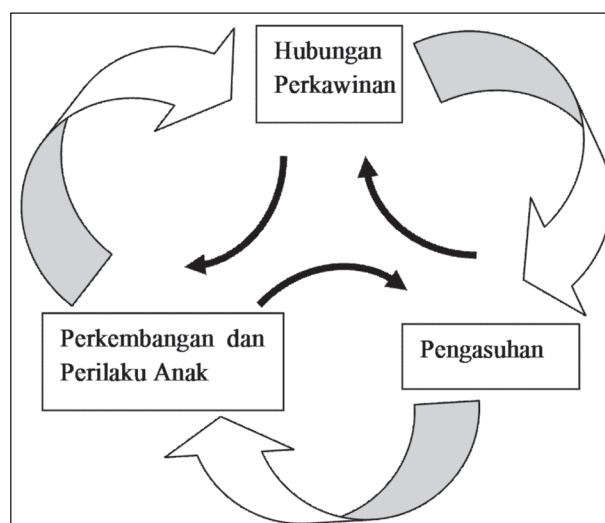 Hubungan
Perkawinan
Perkembangan dan
Perilaku Anak
Pengasuhan